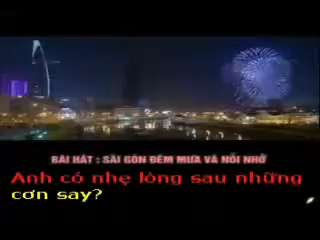 BÀI HÁT : SÀI GÒN ĐÊM MƯA VÀ NỖI NHỚ
Anh có nhẹ lòng sau những
cơn say?